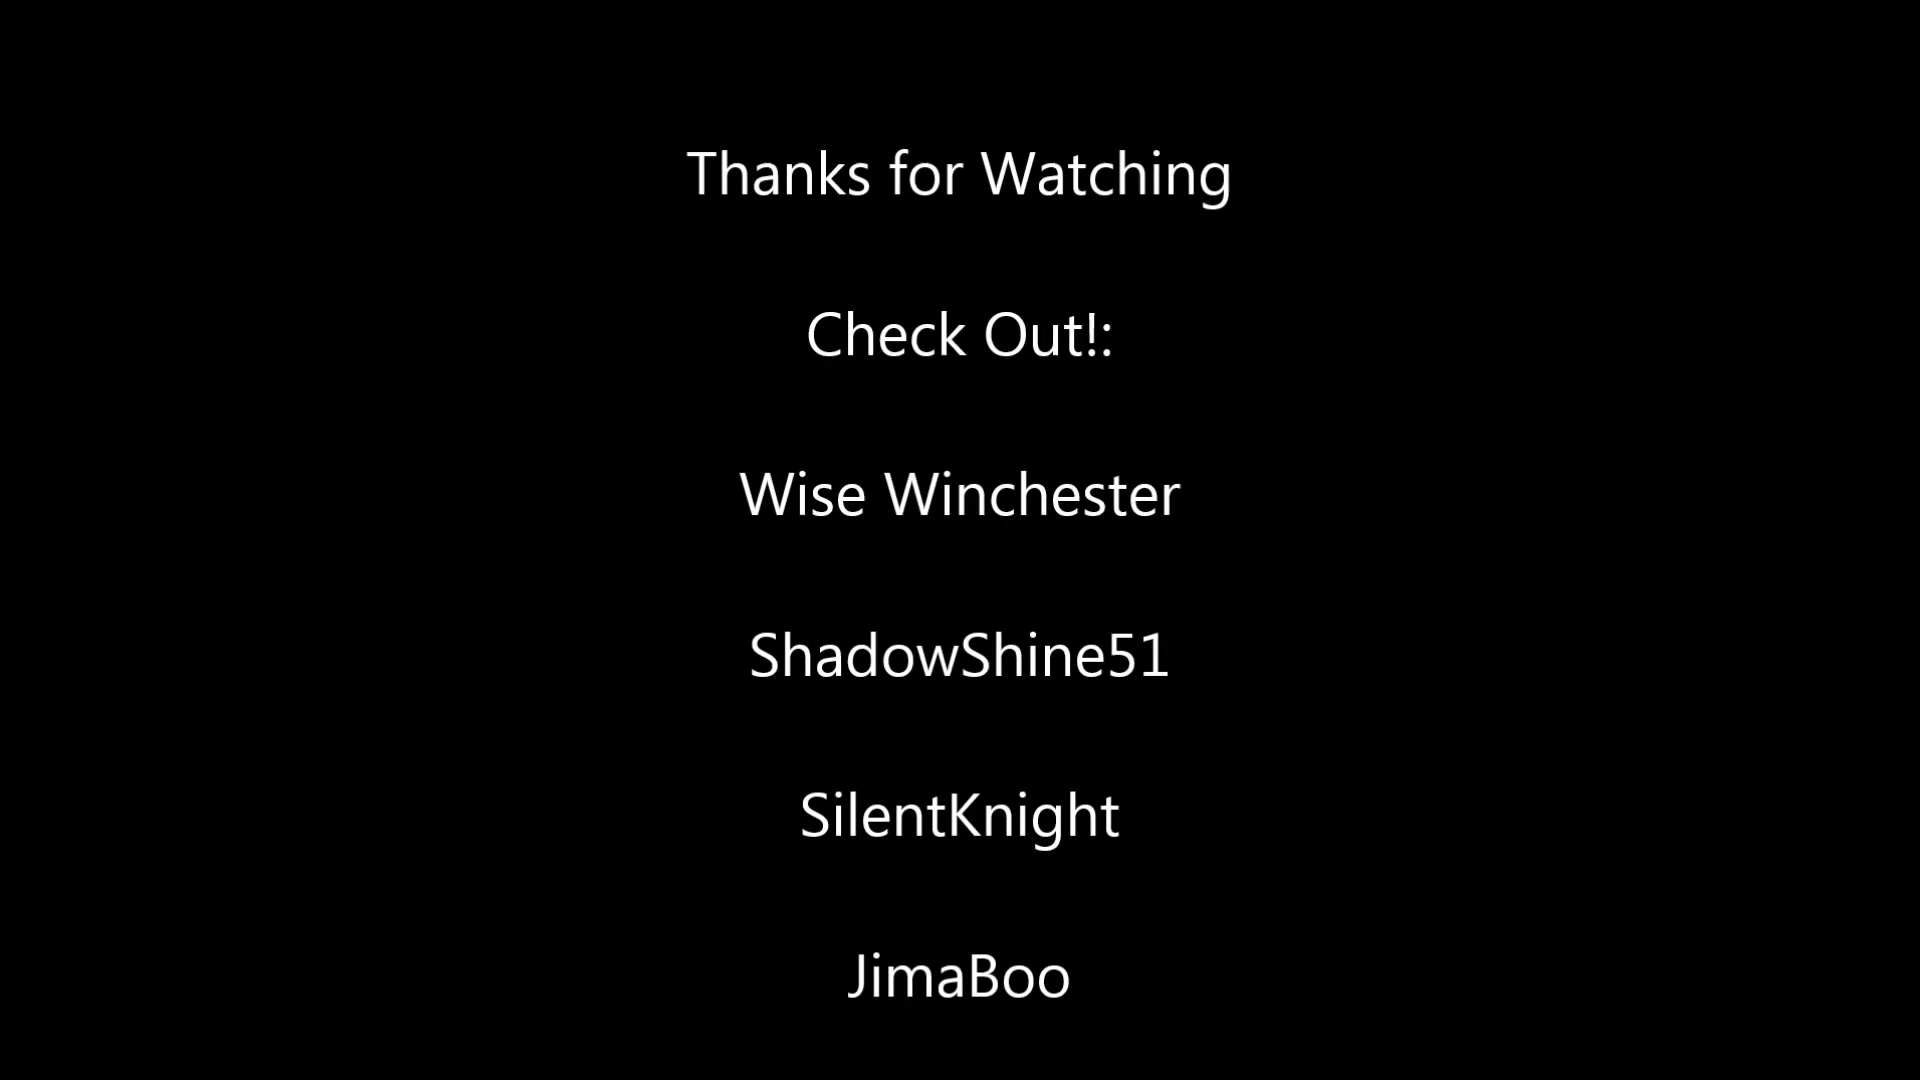 Thanks for Watching
Check Out!:
Wise Winchester
ShadowShine51
SilentKnight
JimaBoo